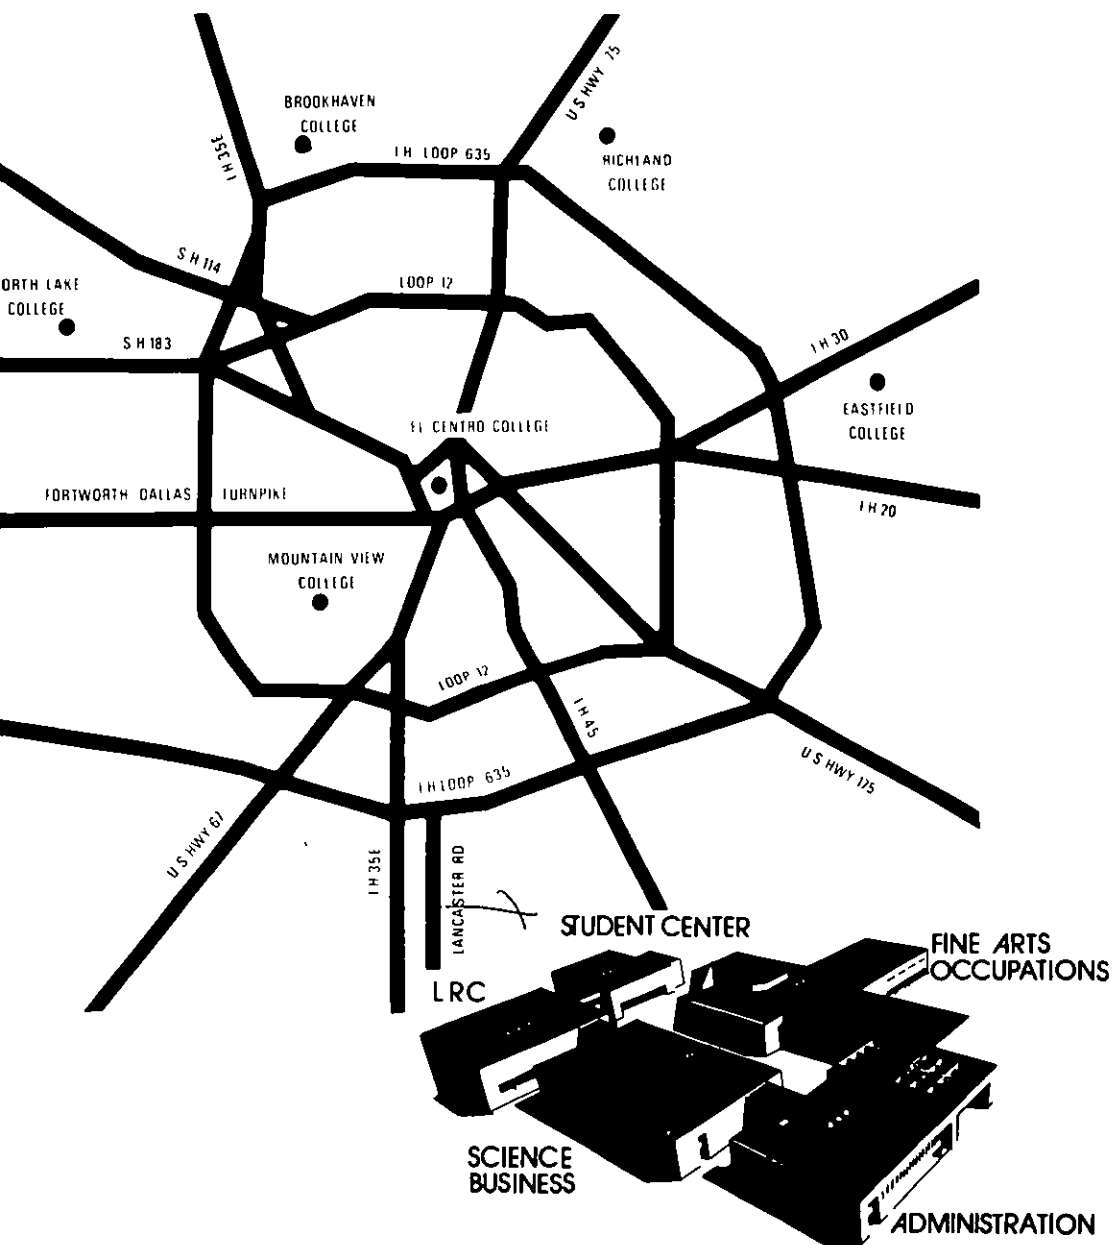 US HWY 75
BROOKHAVEN
COLLEGE
IH 35E
IH LOOP 635
RICHLAND
COLLEGE
SH 114
ORTH LAKE
COLLEGE
LOOP 12
SH 183
IH 30
EASTFIELD
COLLEGE
EL CENTRO COLLEGE
FORTWORTH DALLAS TURNPIKE
IH 20
MOUNTAIN VIEW
COLLEGE
LOOP 12
IH 45
US HWY 175
IH LOOP 635
US HWY 67
IH 35E
LANCASTER RD
STUDENT CENTER
FINE ARTS
OCCUPATIONS
LRC
SCIENCE
BUSINESS
ADMINISTRATION